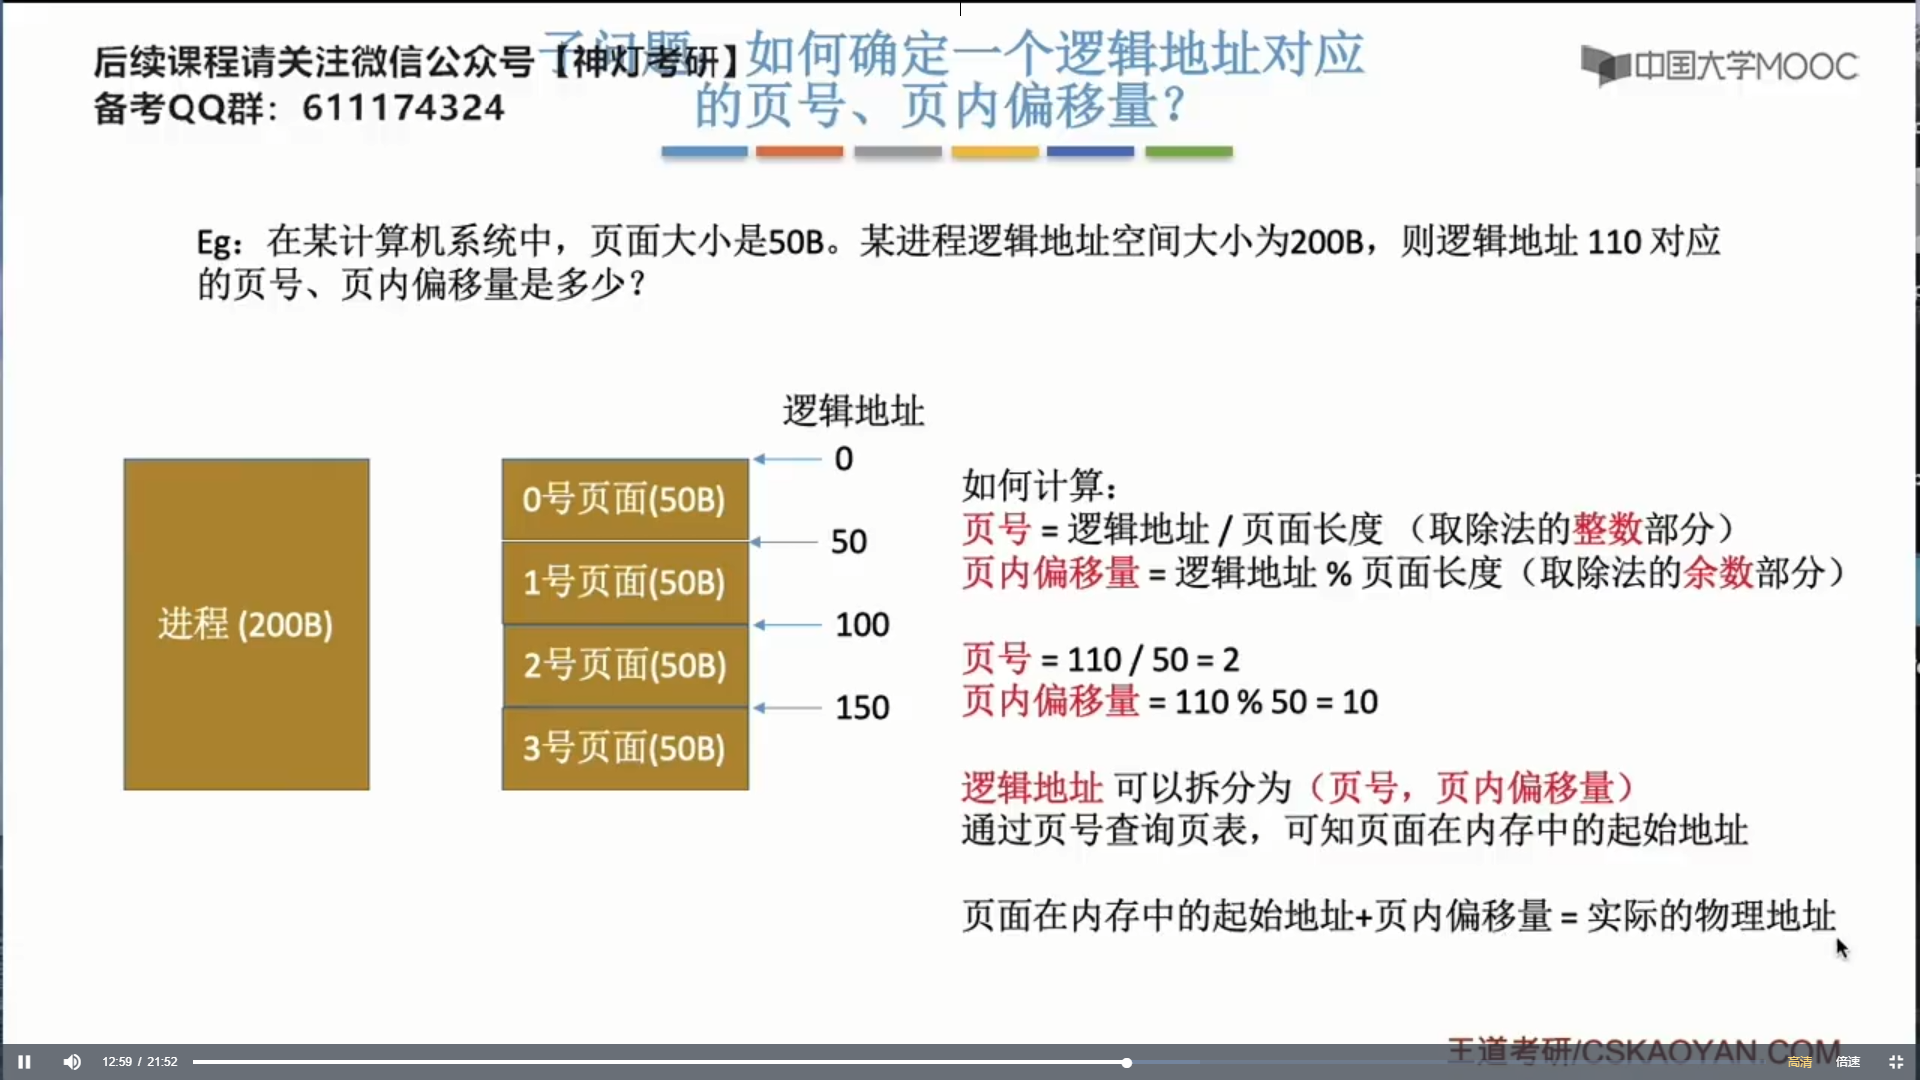 后续课程请关注微信公众号【神灯考研】
备考QQ群：611174324
子问题：如何确定一个逻辑地址对应
的页号、页内偏移量？
中国大学MOOC
Eg：在某计算机系统中，页面大小是50B。某进程逻辑地址空间大小为200B，则逻辑地址 110 对应
的页号、页内偏移量是多少？
逻辑地址
0
50
100
150
进程 (200B)
0号页面(50B)
1号页面(50B)
2号页面(50B)
3号页面(50B)
如何计算：
页号 = 逻辑地址 / 页面长度 （取除法的整数部分）
页内偏移量 = 逻辑地址 % 页面长度（取除法的余数部分）
页号 = 110 / 50 = 2
页内偏移量 = 110 % 50 = 10
逻辑地址 可以拆分为（页号，页内偏移量）
通过页号查询页表，可知页面在内存中的起始地址
页面在内存中的起始地址+页内偏移量 = 实际的物理地址
王道考研/CSKAOYAN.COM
12:59 / 21:52
高清
倍速